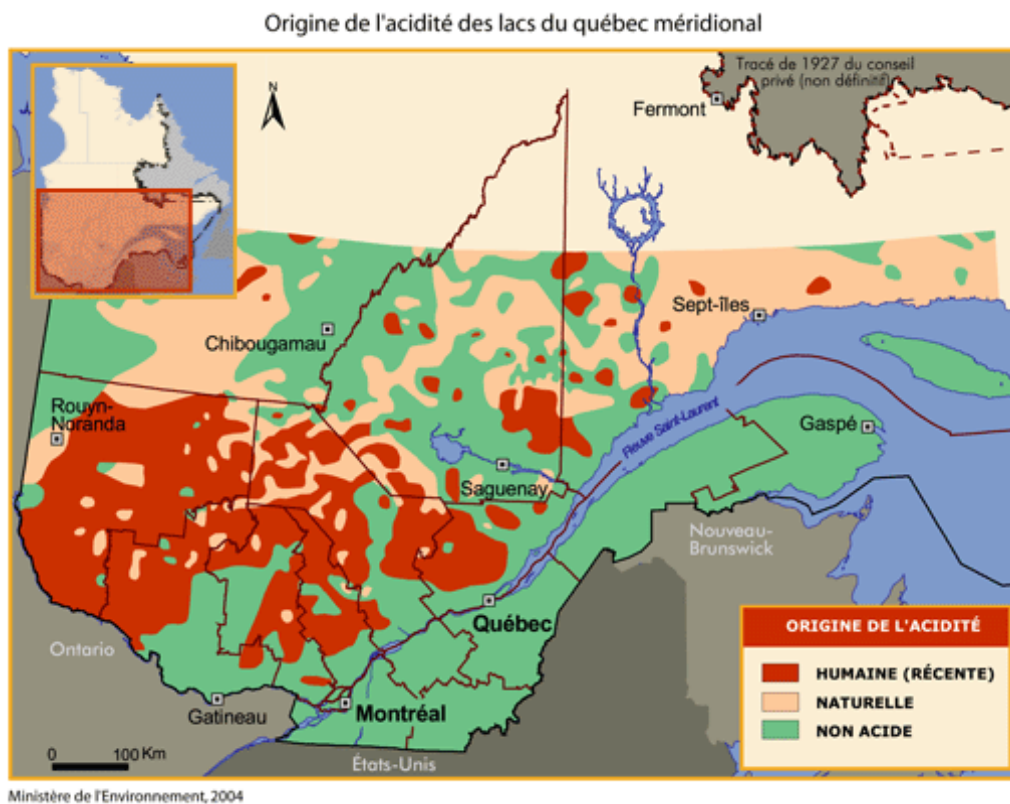 Origine de l'acidité des lacs du québec méridional
Tracé de 1927 du conseil
privé (non définitif)
N
Fermont
Sept-îles
Chibougamau
Rouyn-
Noranda
Fleuve Saint-Laurent
Gaspé
Saguenay
Nouveau-
Brunswick
Québec
Ontario
Gatineau
Montréal
États-Unis
0 100 Km
ORIGINE DE L'ACIDITÉ
HUMAINE (RÉCENTE)
NATURELLE
NON ACIDE
Ministère de l'Environnement, 2004